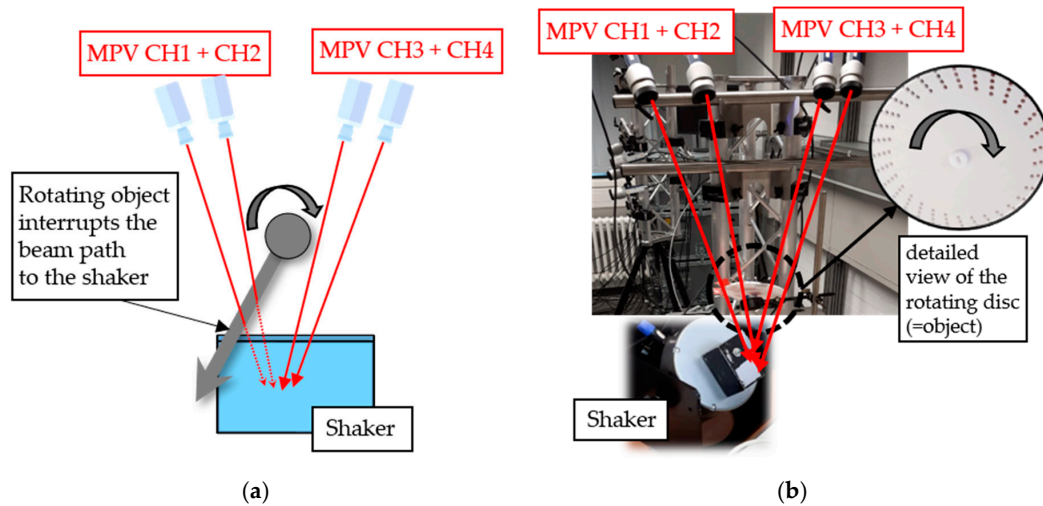 MPV CH1 + CH2
MPV CH3 + CH4
Rotating object
interrupts the
beam path
to the shaker
Shaker
(a)
MPV CH1 + CH2
MPV CH3 + CH4
detailed
view of the
rotating disc
(=object)
Shaker
(b)